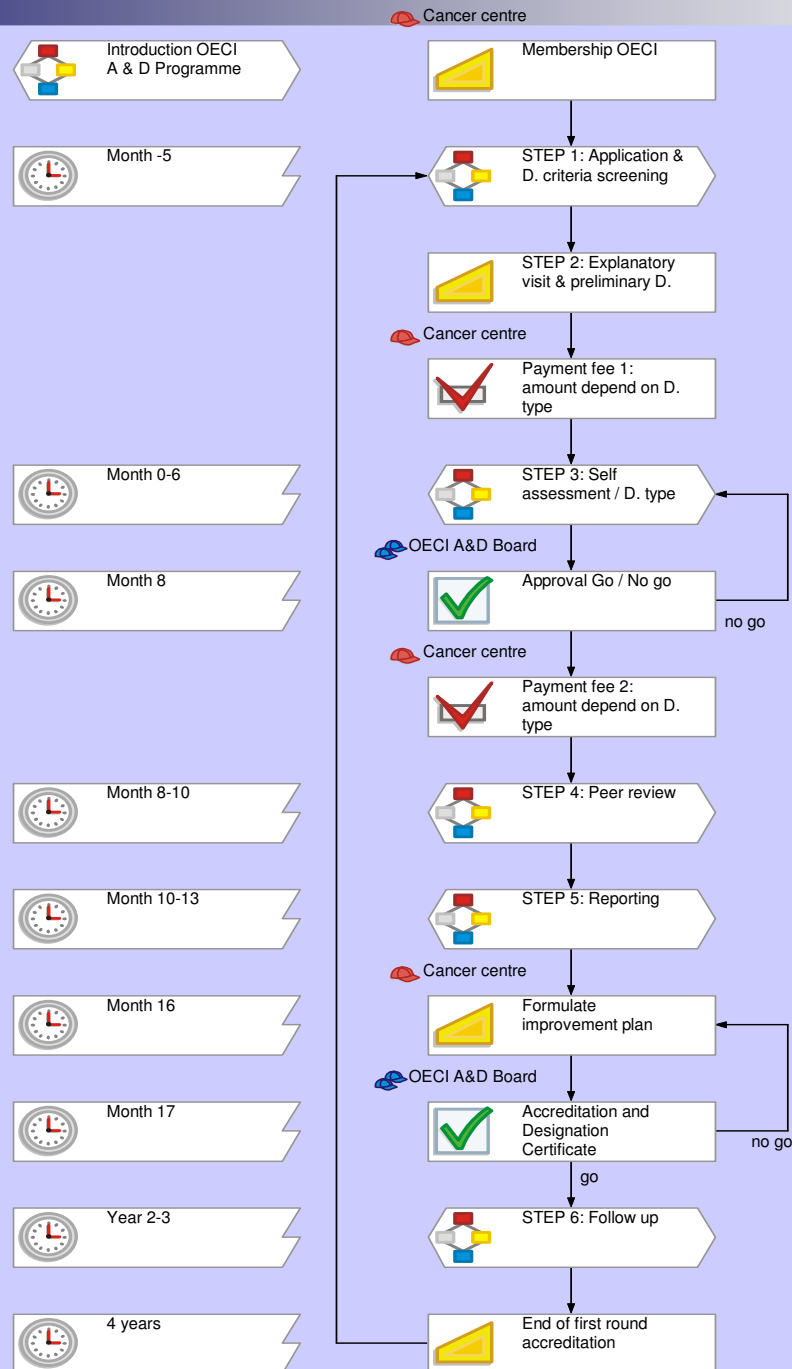 Cancer centre
Introduction OECI
A & D Programme
Membership OECI
Month -5
STEP 1: Application &
D. criteria screening
STEP 2: Explanatory
visit & preliminary D.
Cancer centre
Payment fee 1:
amount depend on D.
type
Month 0-6
STEP 3: Self
assessment / D. type
OECI A&D Board
Month 8
Approval Go / No go
no go
Cancer centre
Payment fee 2:
amount depend on D.
type
Month 8-10
STEP 4: Peer review
Month 10-13
STEP 5: Reporting
Cancer centre
Month 16
Formulate
improvement plan
OECI A&D Board
Month 17
Accreditation and
Designation
Certificate
no go
go
Year 2-3
STEP 6: Follow up
4 years
End of first round
accreditation